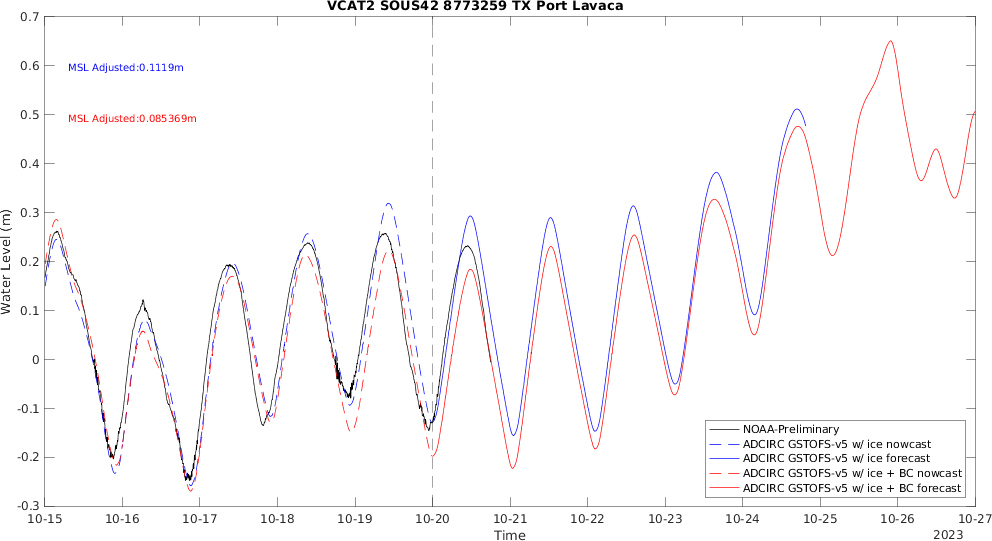 VCAT2 SOUS42 8773259 TX Port Lavaca
0.7
0.6
0.5
0.4
0.3
0.2
0.1
0
-0.1
-0.2
-0.3
Water Level (m)
MSL Adjusted:0.1119m
MSL Adjusted:0.085369m
NOAA-Preliminary
ADCIRC GSTOFS-v5 w/ ice nowcast
ADCIRC GSTOFS-v5 w/ ice forecast
ADCIRC GSTOFS-v5 w/ ice + BC nowcast
ADCIRC GSTOFS-v5 w/ ice + BC forecast
10-15 10-16 10-17 10-18 10-19 10-20 10-21 10-22 10-23 10-24 10-25 10-26 10-27
Time
2023